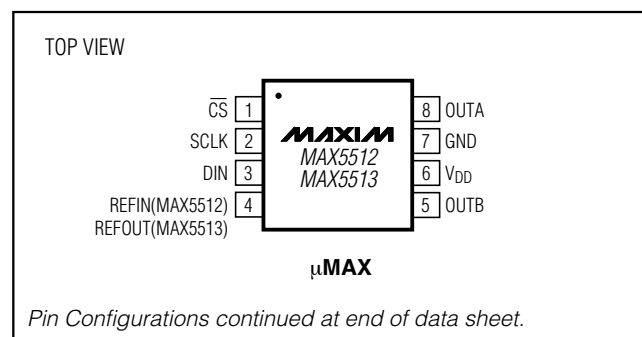 TOP VIEW
CS 1
SCLK 2
DIN 3
REFIN(MAX5512) 4
REFOUT(MAX5513)
MAXIM
MAX5512
MAX5513
8 OUTA
7 GND
6 VDD
5 OUTB
µMAX
Pin Configurations continued at end of data sheet.